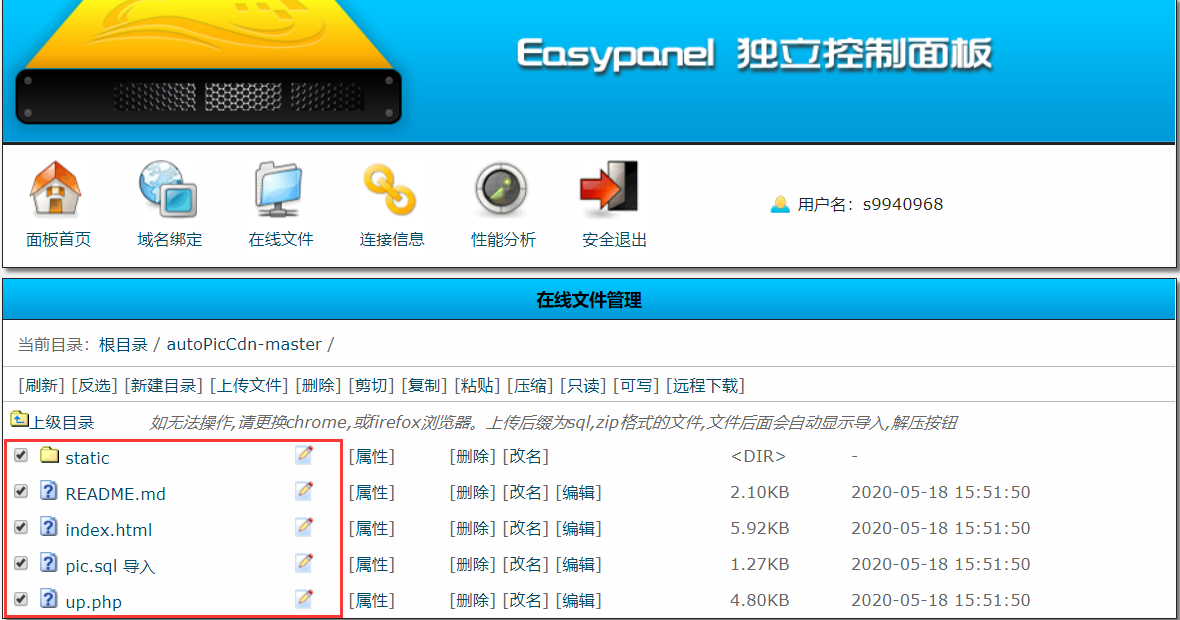 Easypanel 独立控制面板
面板首页 域名绑定 在线文件 连接信息 性能分析 安全退出 用户名：s9940968
在线文件管理
当前目录：根目录 / autoPicCdn-master /
[刷新] [反选] [新建目录] [上传文件] [删除] [剪切] [复制] [粘贴] [压缩] [只读] [可写] [远程下载]
上级目录 如无法操作,请更换chrome,或firefox浏览器。上传后缀为sql,zip格式的文件,文件后面会自动显示导入,解压按钮
static [属性] [删除] [改名] <DIR> -
README.md [属性] [删除] [改名] [编辑] 2.10KB 2020-05-18 15:51:50
index.html [属性] [删除] [改名] [编辑] 5.92KB 2020-05-18 15:51:50
pic.sql 导入 [属性] [删除] [改名] [编辑] 1.27KB 2020-05-18 15:51:50
up.php [属性] [删除] [改名] [编辑] 4.80KB 2020-05-18 15:51:50